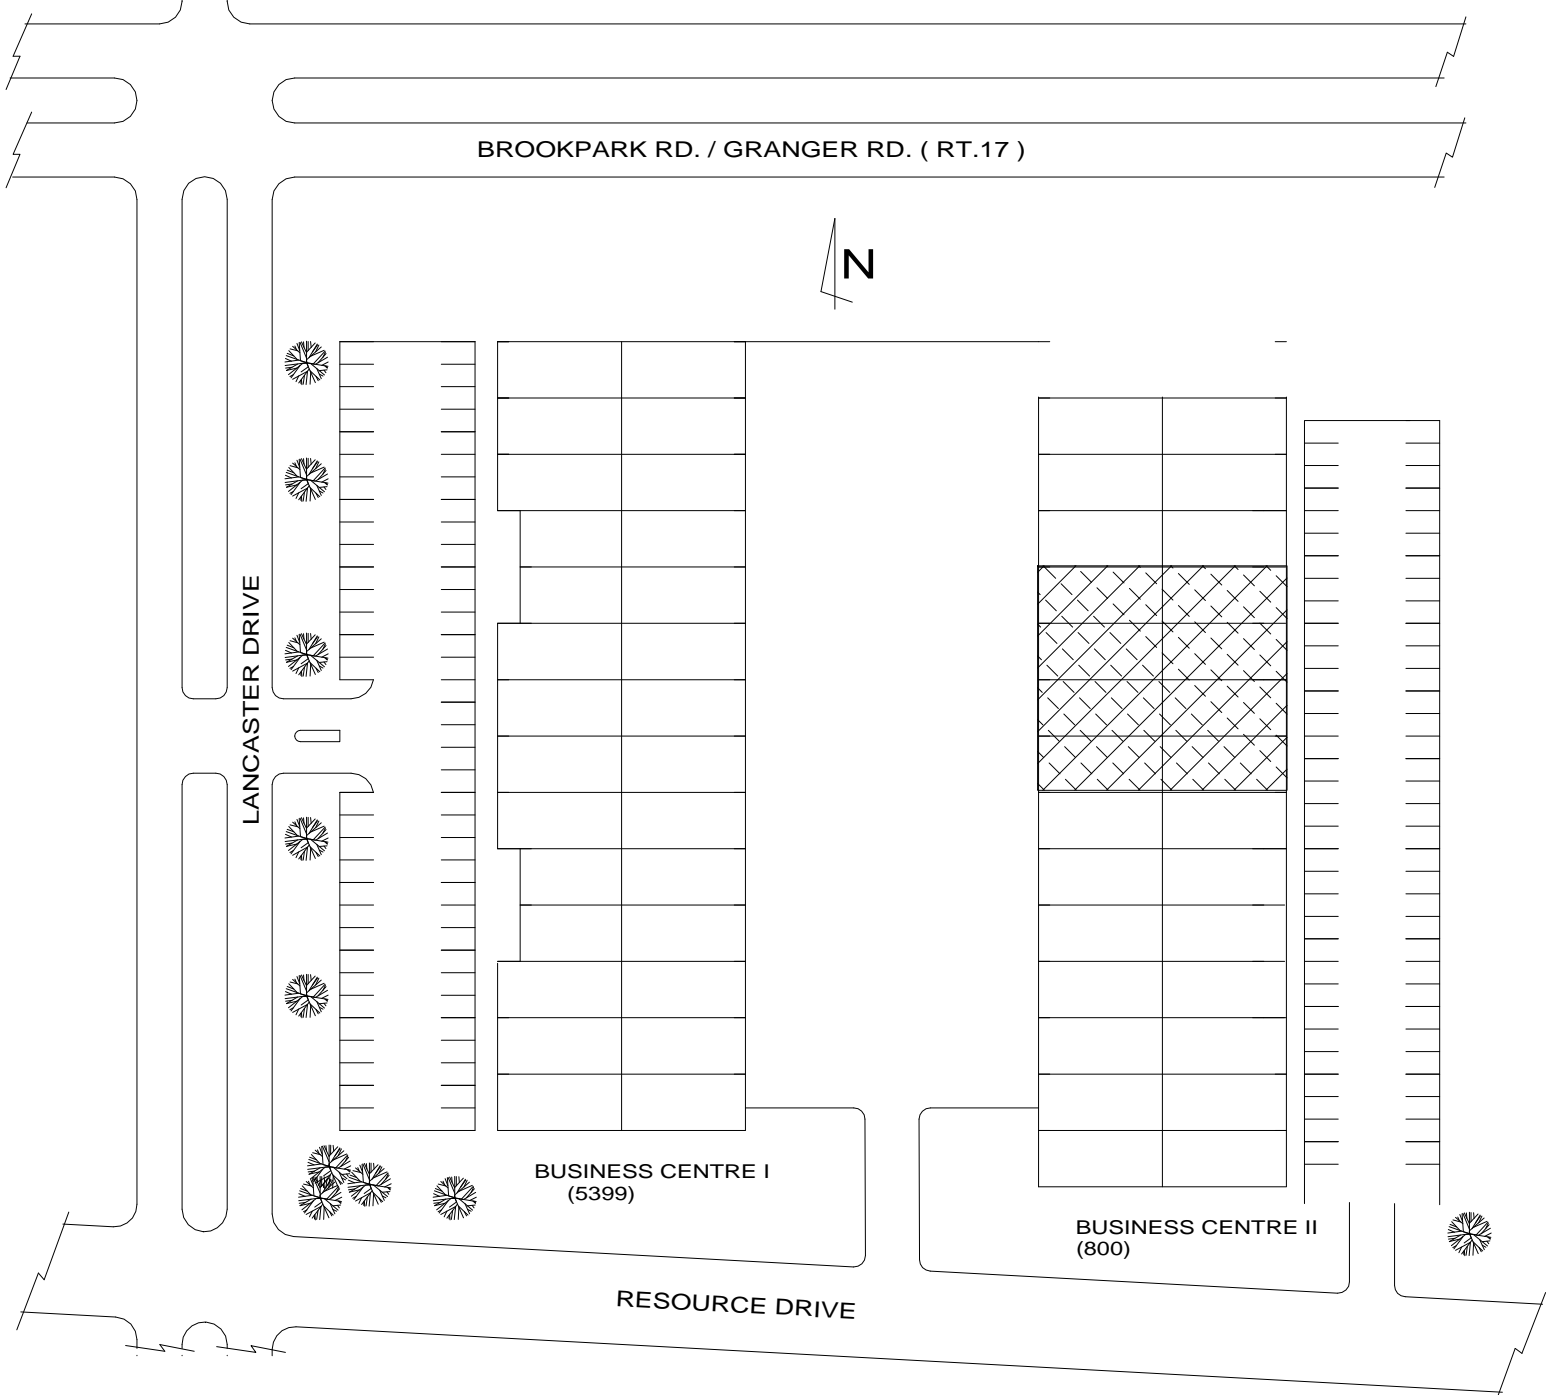 BROOKPARK RD. / GRANGER RD. ( RT.17 )
N
LANCASTER DRIVE
BUSINESS CENTRE I
(5399)
BUSINESS CENTRE II
(800)
RESOURCE DRIVE